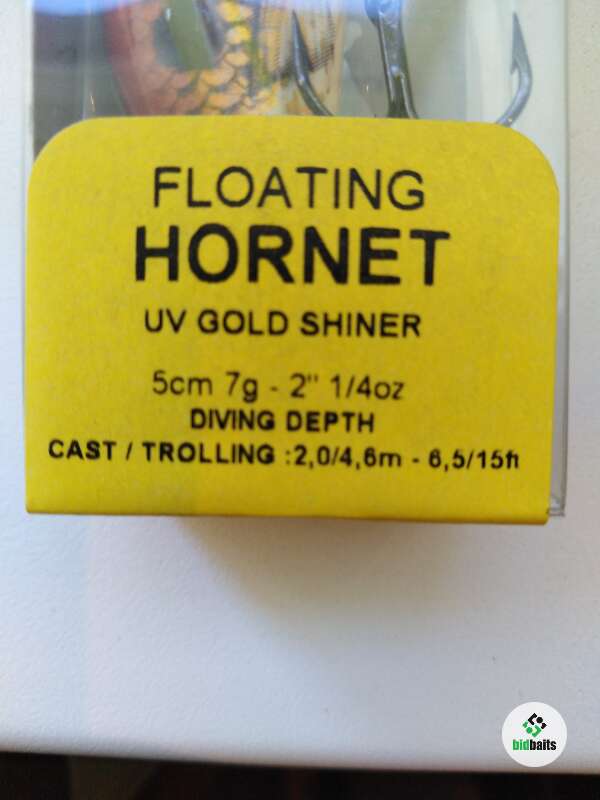 FLOATING
HORNET
UV GOLD SHINER
5cm 7g - 2" 1/4oz
DIVING DEPTH
CAST / TROLLING :2,0/4,6m - 6,5/15ft
bidbaits